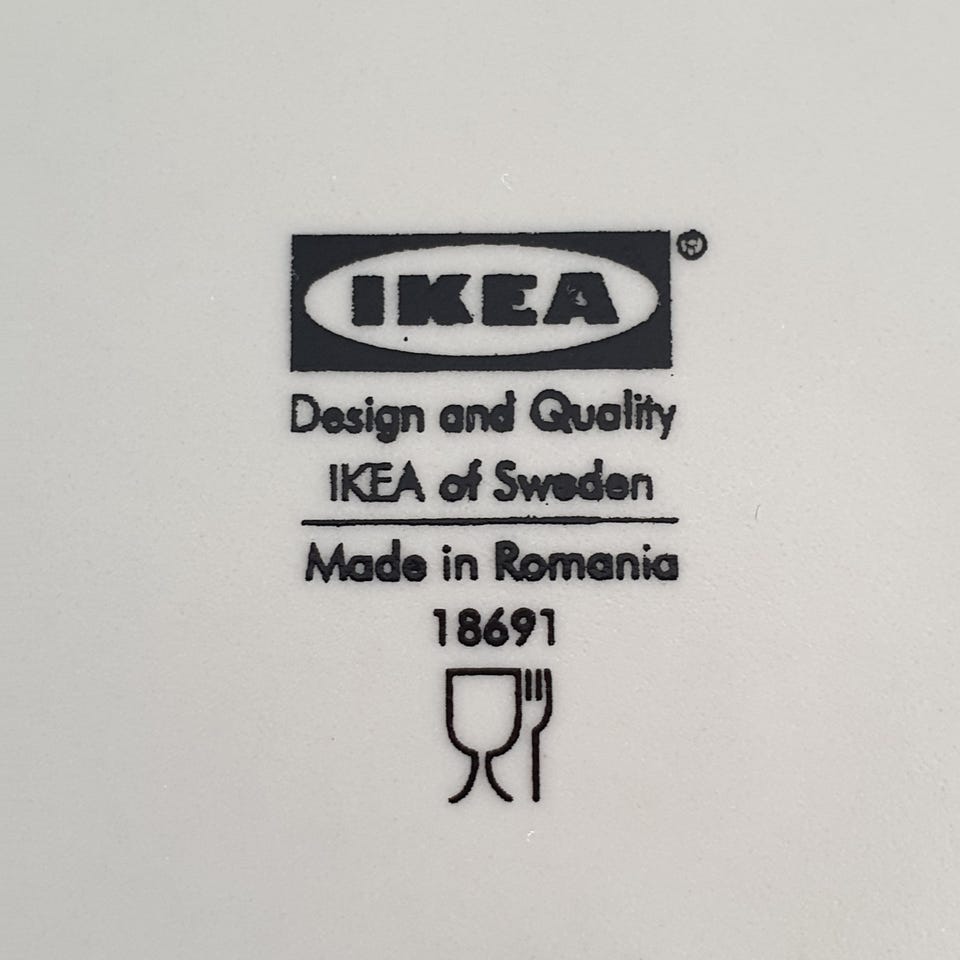 IKEA®
Design and Quality
IKEA of Sweden
Made in Romania
18691